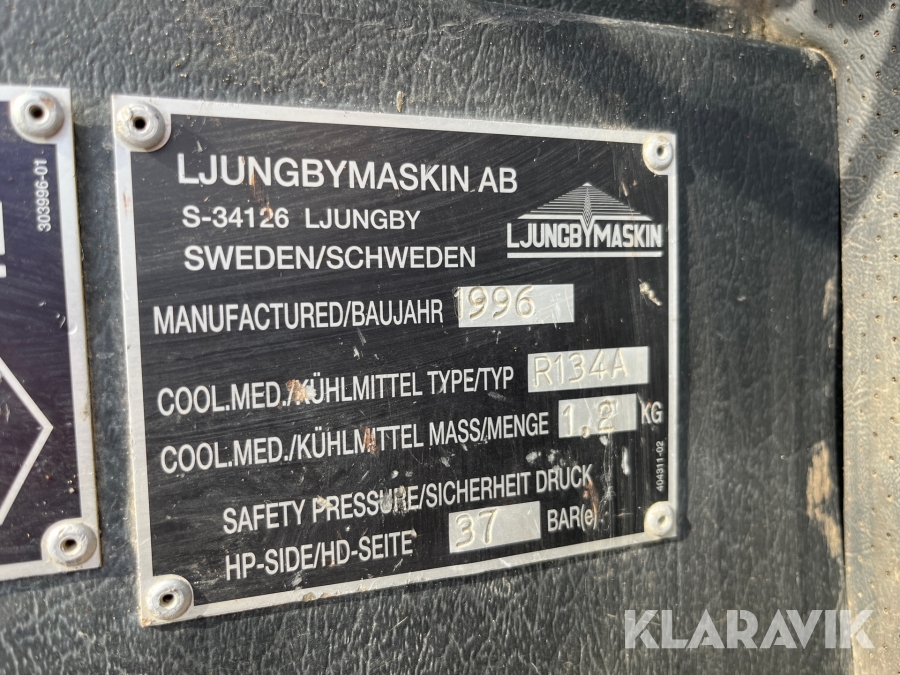 303996-01
LJUNGBYMASKIN AB
S-34126 LJUNGBY
SWEDEN/SCHWEDEN
LJUNGBYMASKIN
MANUFACTURED/BAUJAHR 1996
COOL.MED./KÜHLMITTEL TYPE/TYP R134A
COOL.MED./KÜHLMITTEL MASS/MENGE 1,2 KG
404311-02
SAFETY PRESSURE/SICHERHEIT DRUCK
HP-SIDE/HD-SEITE 37 BAR(e)
KLARAVIK